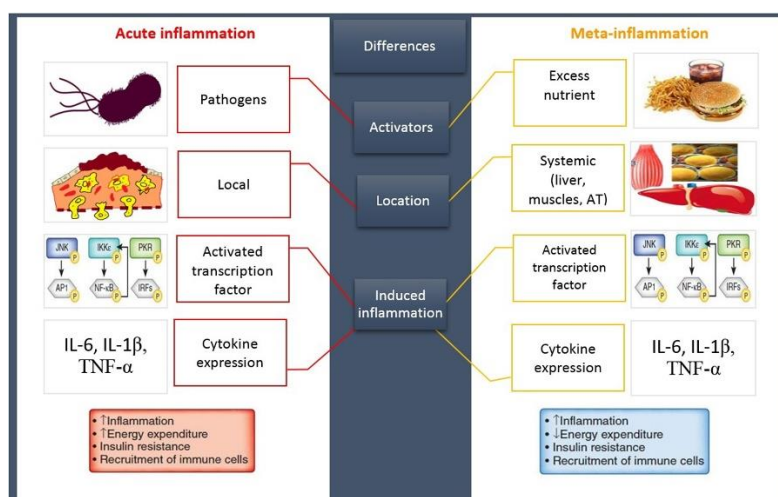 Acute inflammation
Differences
Meta-inflammation
Pathogens
Activators
Excess
nutrient
Local
Location
Systemic
(liver,
muscles, AT)
JNK P IKKε P PKR P
AP1 P NF-κB P IRFs P
Activated
transcription
factor
Induced
inflammation
Activated
transcription
factor
JNK P IKKε P PKR P
AP1 P NF-κB P IRFs P
IL-6, IL-1β,
TNF-α
Cytokine
expression
Cytokine
expression
IL-6, IL-1β,
TNF-α
• ↑Inflammation
• ↑Energy expenditure
• Insulin resistance
• Recruitment of immune cells
• ↑Inflammation
• ↓Energy expenditure
• Insulin resistance
• Recruitment of immune cells